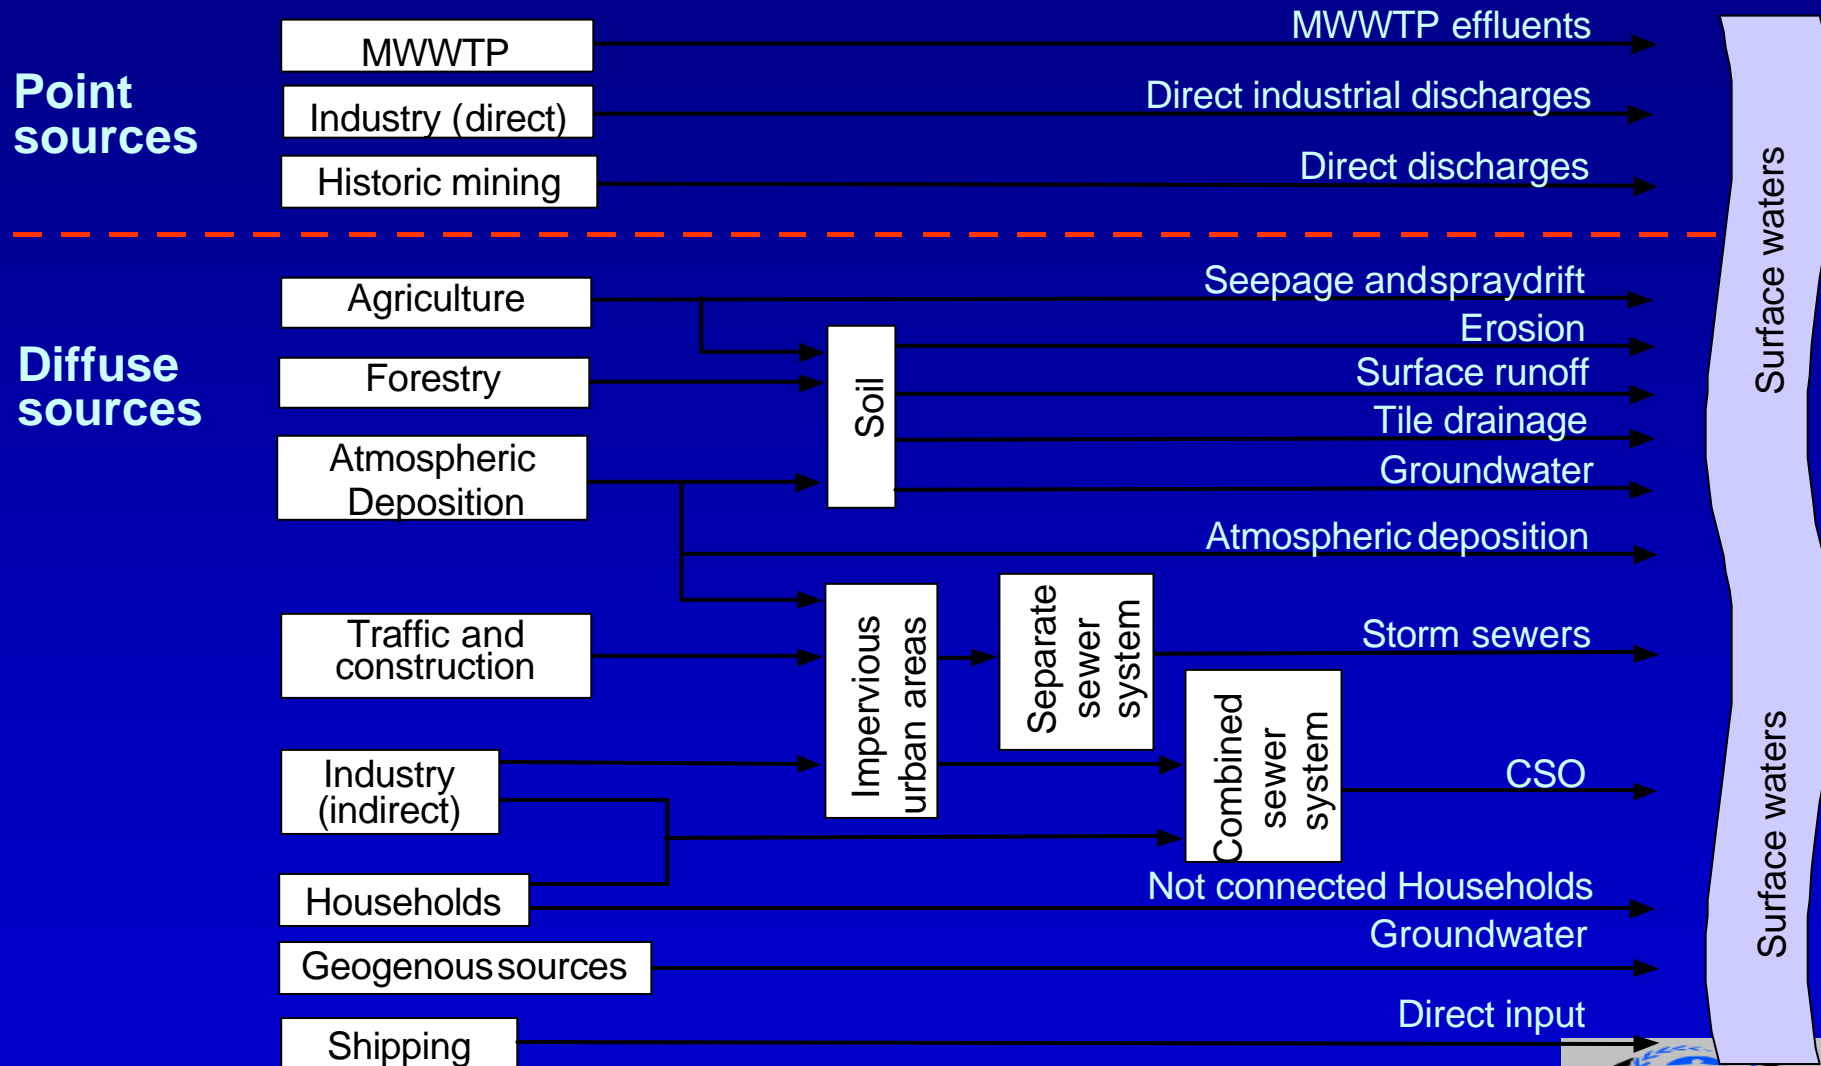 MWWTP
MWWTP effluents
Point
sources
Industry (direct)
Direct industrial discharges
Historic mining
Direct discharges
Surface waters
Agriculture
Seepage andspraydrift
Erosion
Diffuse
sources
Forestry
Surface runoff
Soil
Tile drainage
Atmospheric
Deposition
Groundwater
Atmospheric deposition
Traffic and
construction
Impervious
urban areas
Separate
sewer
system
Storm sewers
Industry
(indirect)
Combined
sewer
system
CSO
Surface waters
Households
Not connected Households
Geogenous sources
Groundwater
Shipping
Direct input